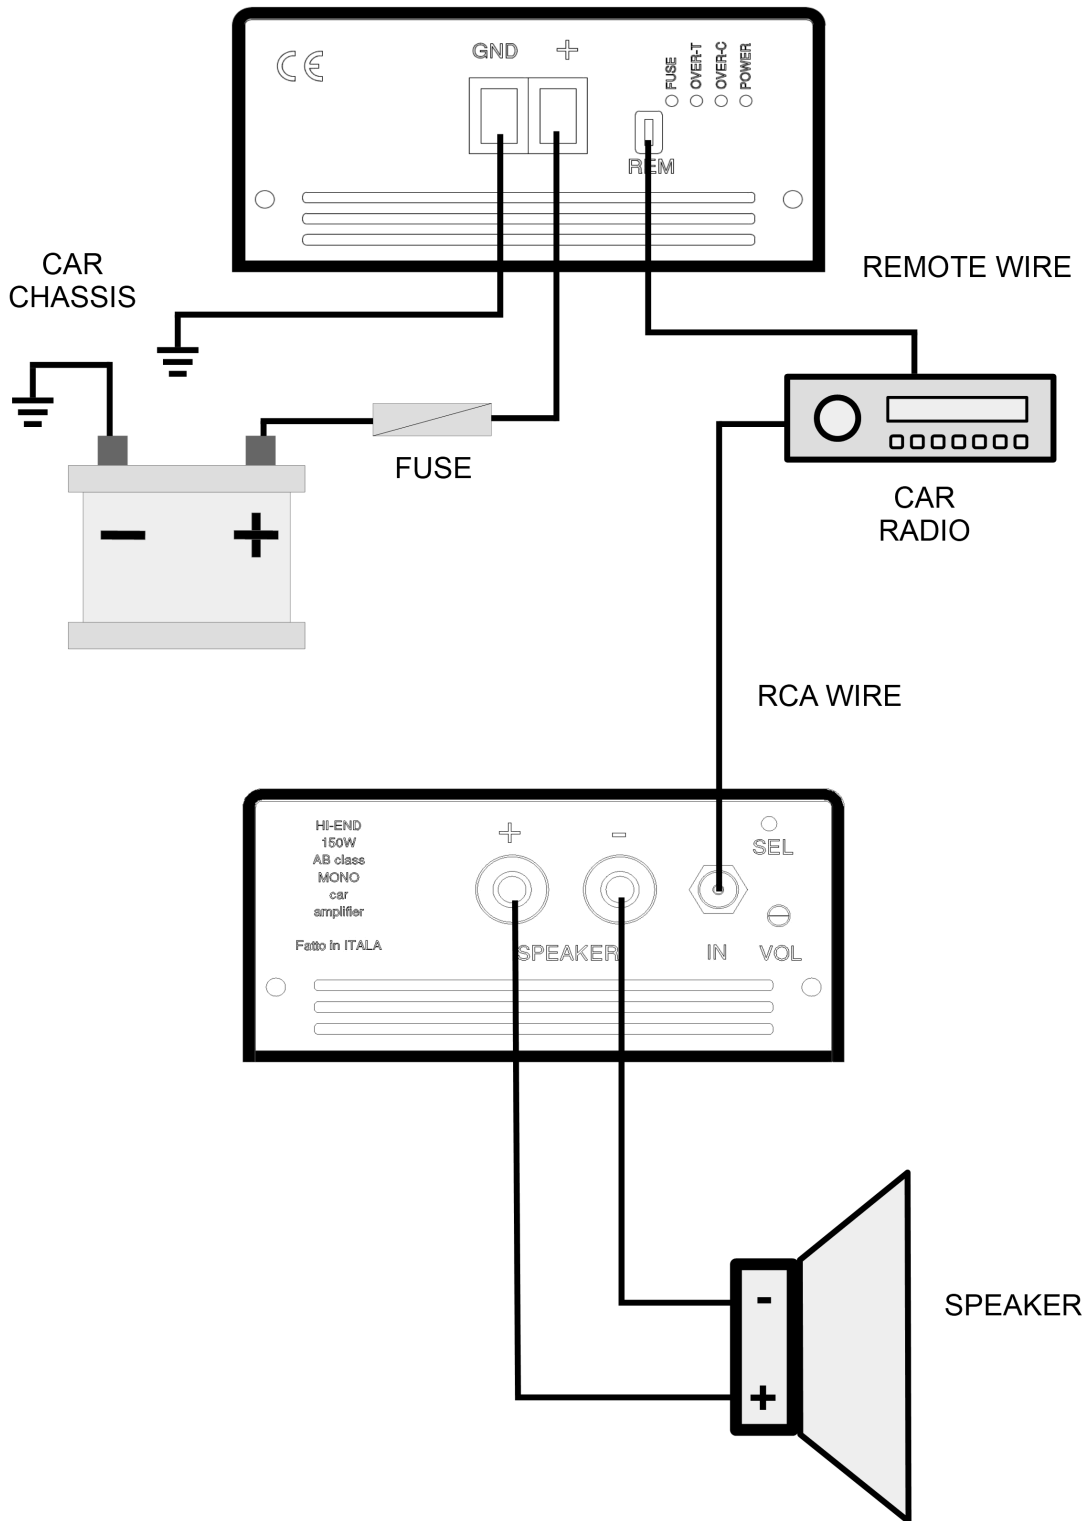 CE
GND +
FUSE
OVER-T
OVER-C
POWER
REM
CAR
CHASSIS
REMOTE WIRE
FUSE
- +
CAR
RADIO
RCA WIRE
HI-END
150W
AB class
MONO
car
amplifier
Fatto in ITALA
+ -
SEL
SPEAKER
IN
VOL
-
SPEAKER
+